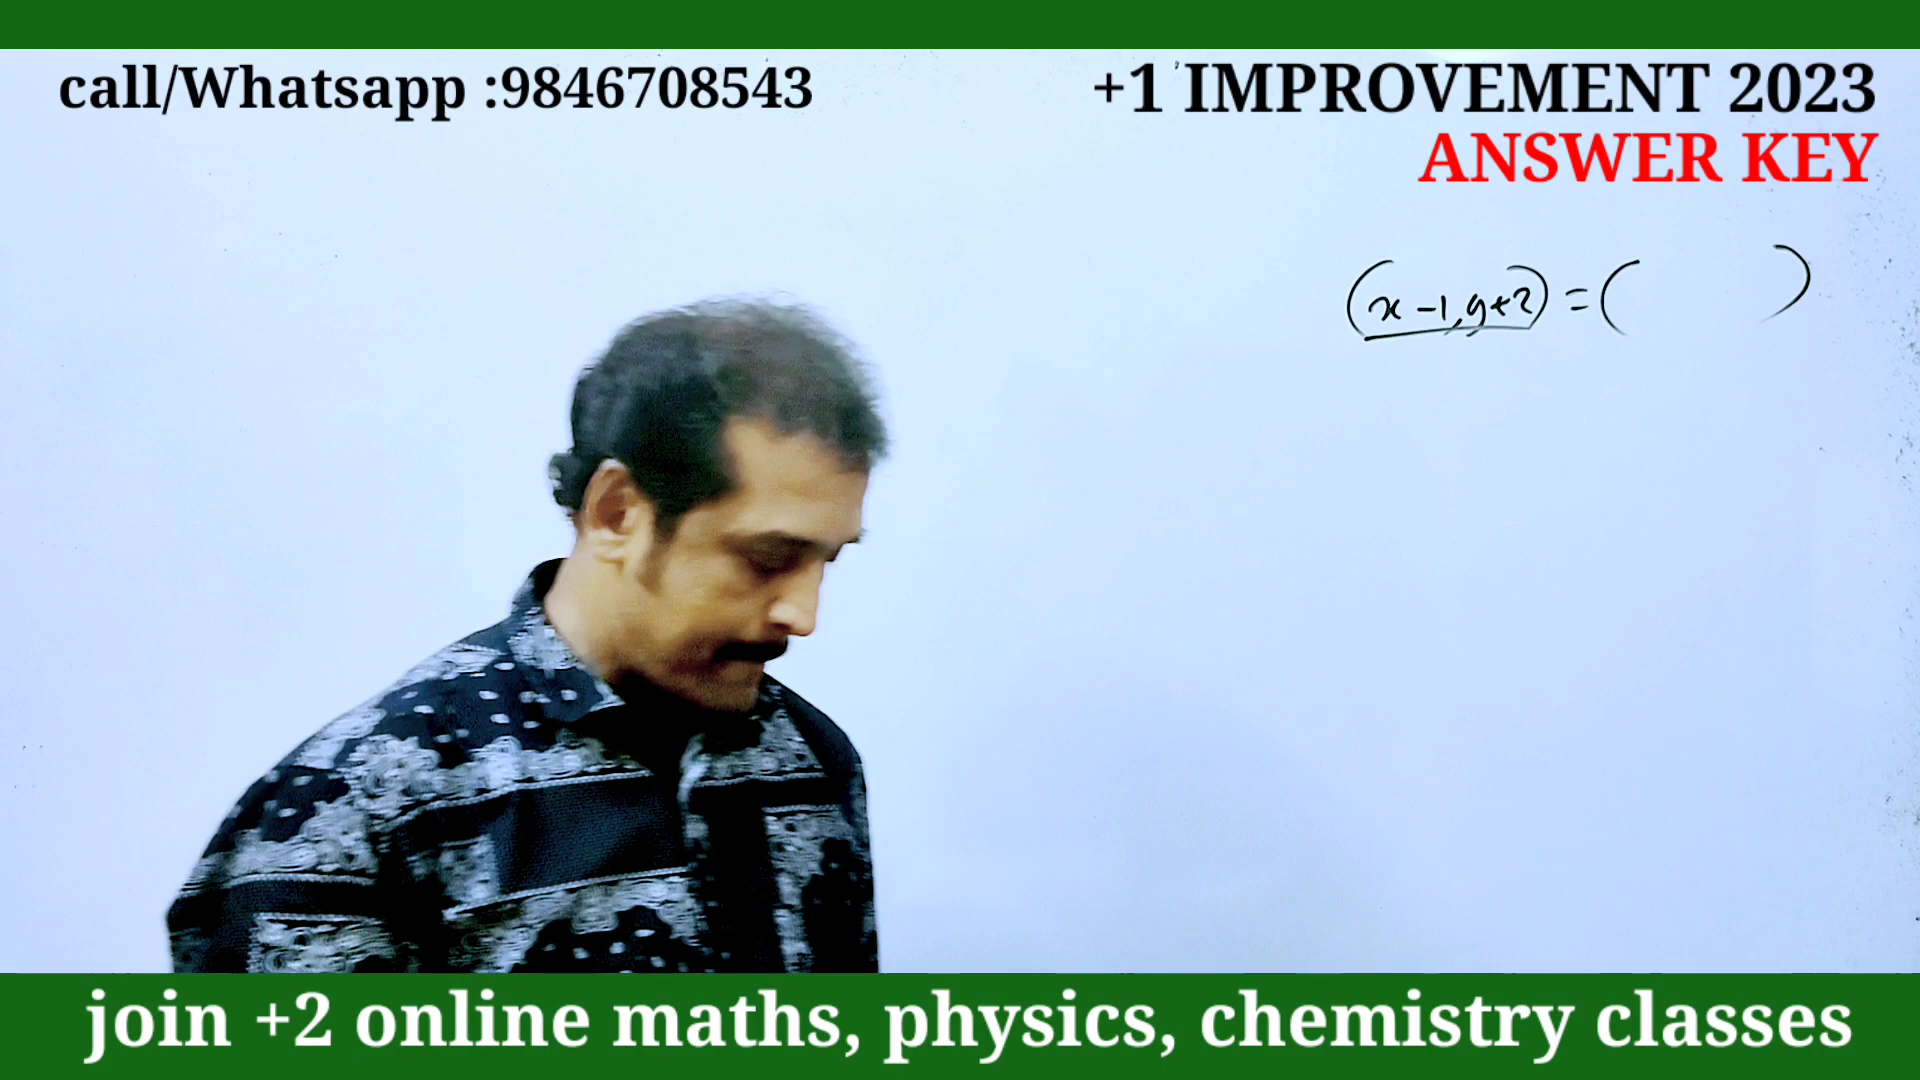 call/Whatsapp :9846708543
+1 IMPROVEMENT 2023
ANSWER KEY
(x -1, y+2) = (      )
join +2 online maths, physics, chemistry classes